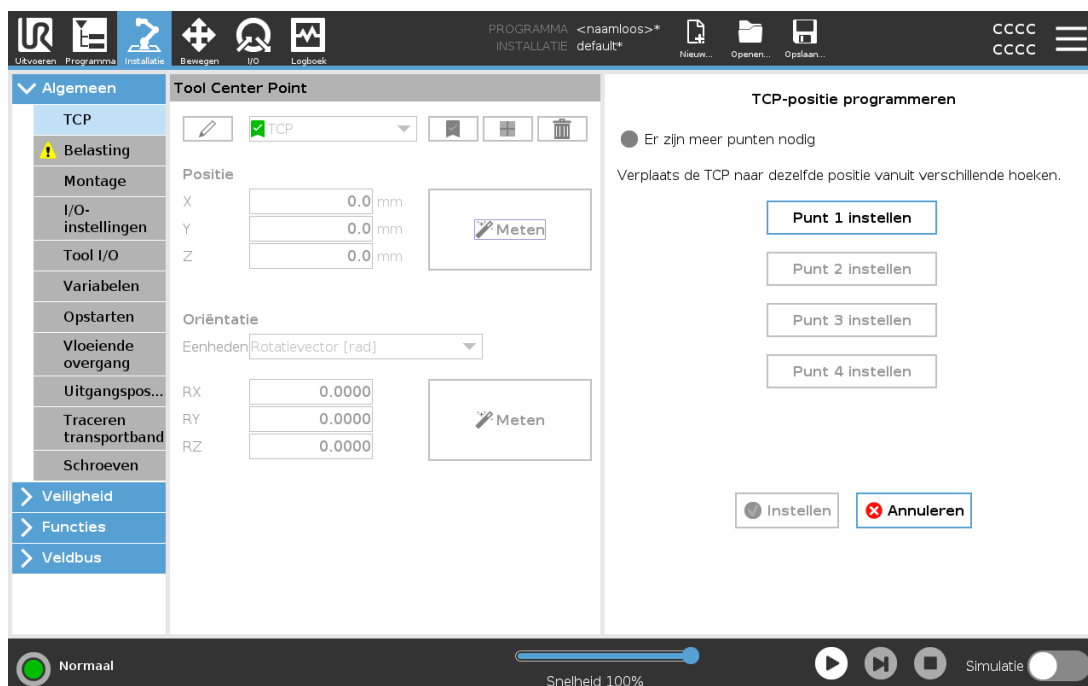 PROGRAMMA <naamloos>*
INSTALLATIE default*
CCCC
CCCC
Uitvoeren Programma Installatie Bewegen I/O Logboek Nieuw... Openen... Opslaan...
Algemeen
TCP
Belasting
Montage
I/O-
instellingen
Tool I/O
Variabelen
Opstarten
Vloeiende
overgang
Uitgangspos...
Traceren
transportband
Schroeven
Veiligheid
Functies
Veldbus
Tool Center Point
TCP
Positie
X 0.0 mm
Y 0.0 mm
Z 0.0 mm
Meten
Oriëntatie
Eenheden Rotatievector [rad]
RX 0.0000
RY 0.0000
RZ 0.0000
Meten
TCP-positie programmeren
Er zijn meer punten nodig
Verplaats de TCP naar dezelfde positie vanuit verschillende hoeken.
Punt 1 instellen
Punt 2 instellen
Punt 3 instellen
Punt 4 instellen
Instellen Annuleren
Normaal
Snelheid 100%
Simulatie